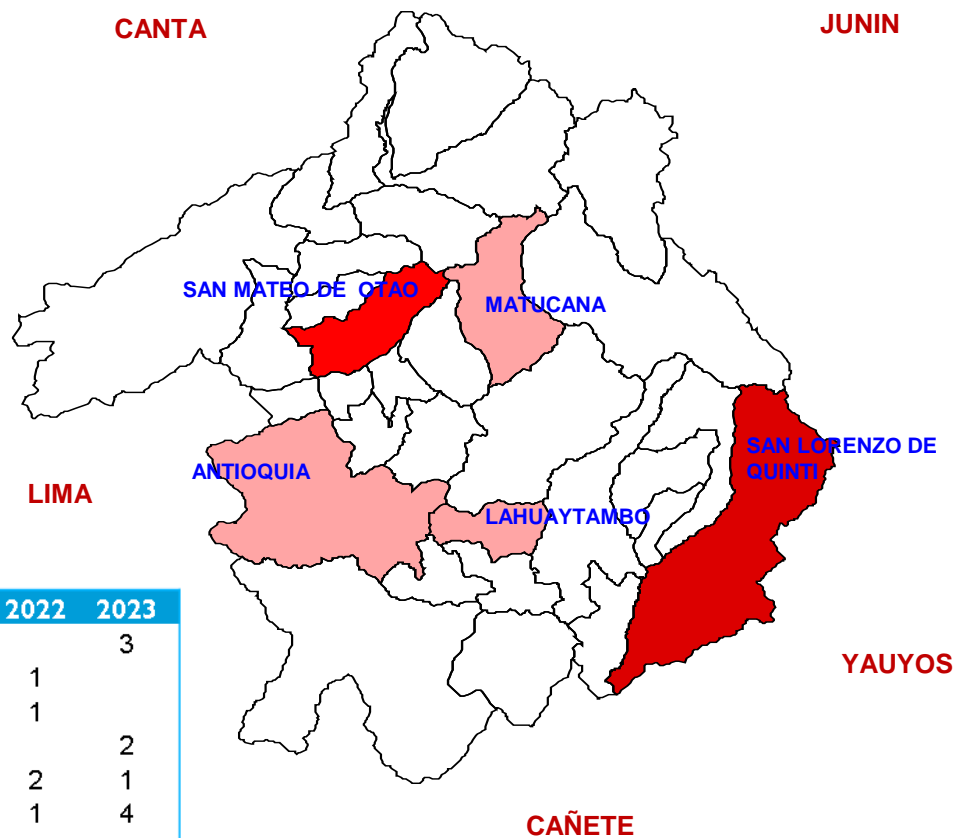 CANTA
JUNIN
SAN MATEO DE OTAO
MATUCANA
SAN LORENZO DE
QUINTI
ANTIOQUIA
LIMA
LAHUAYTAMBO
2022 2023
3
1
1
2
2 1
1 4
YAUYOS
CAÑETE